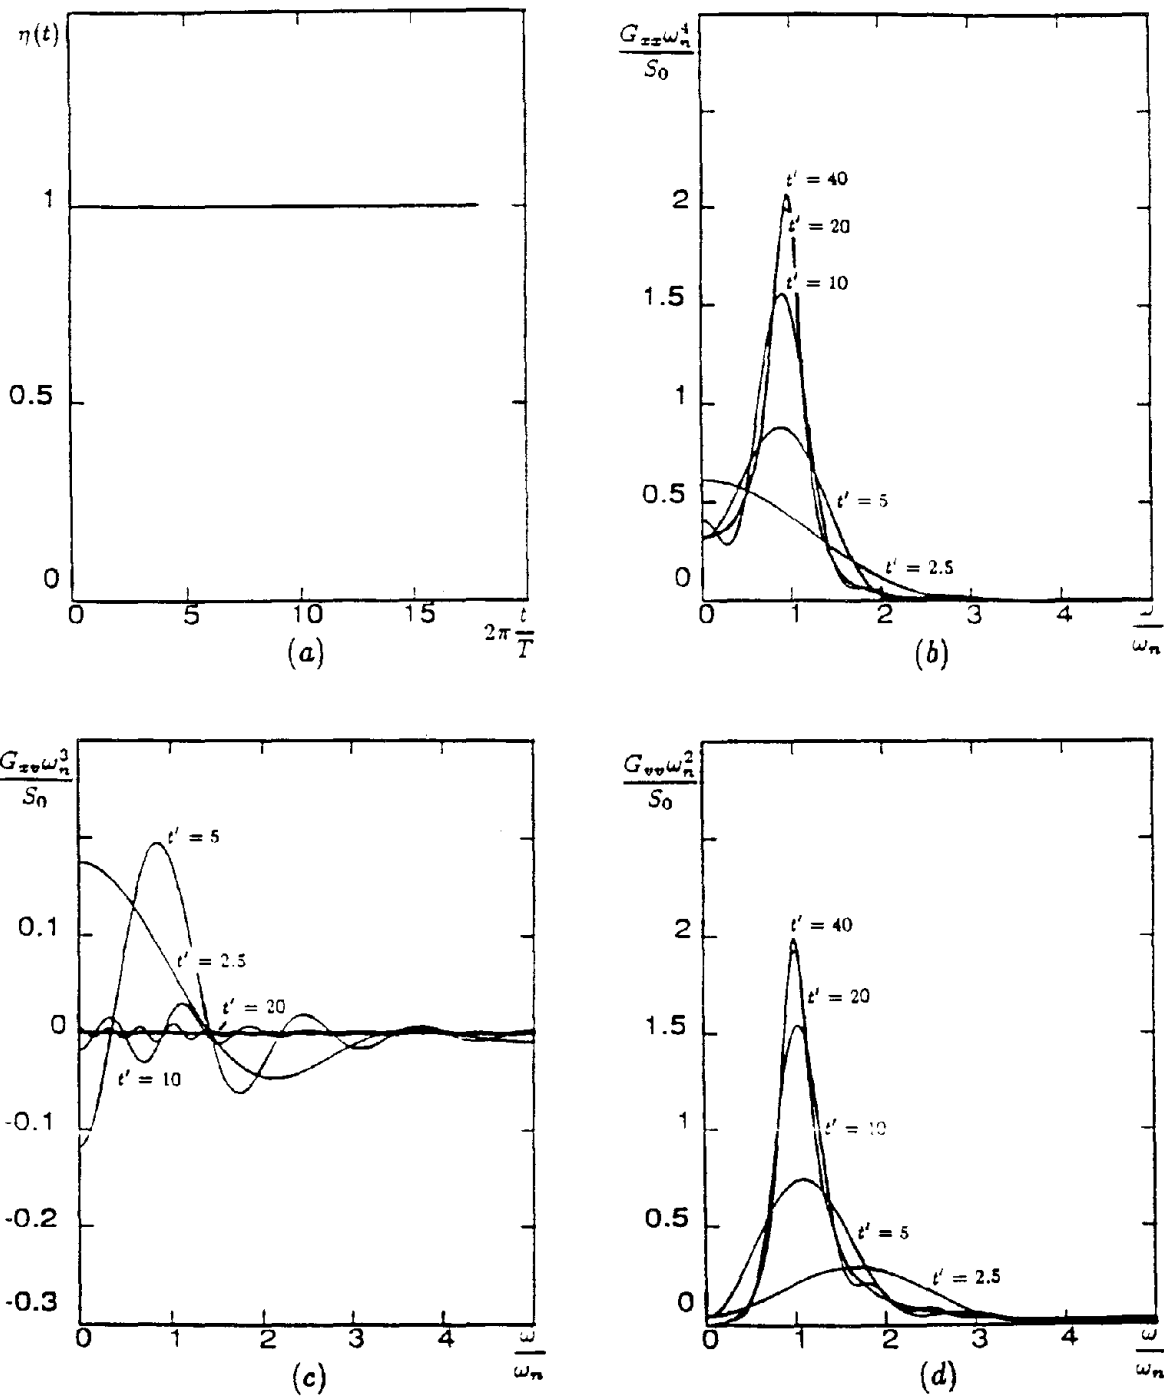 η(t)
1
0.5
0
0 5 10 15
2π t/T
(a)
G_xx ω_n^4 / S_0
2
1.5
1
0.5
0
t' = 40
t' = 20
t' = 10
t' = 5
t' = 2.5
0 1 2 3 4
ω/ω_n
(b)
G_xv ω_n^3 / S_0
0.1
0
-0.1
-0.2
-0.3
t' = 5
t' = 2.5
t' = 20
t' = 10
0 1 2 3 4
ω/ω_n
(c)
G_vv ω_n^2 / S_0
2
1.5
1
0.5
0
t' = 40
t' = 20
t' = 10
t' = 5
t' = 2.5
0 1 2 3 4
ω/ω_n
(d)